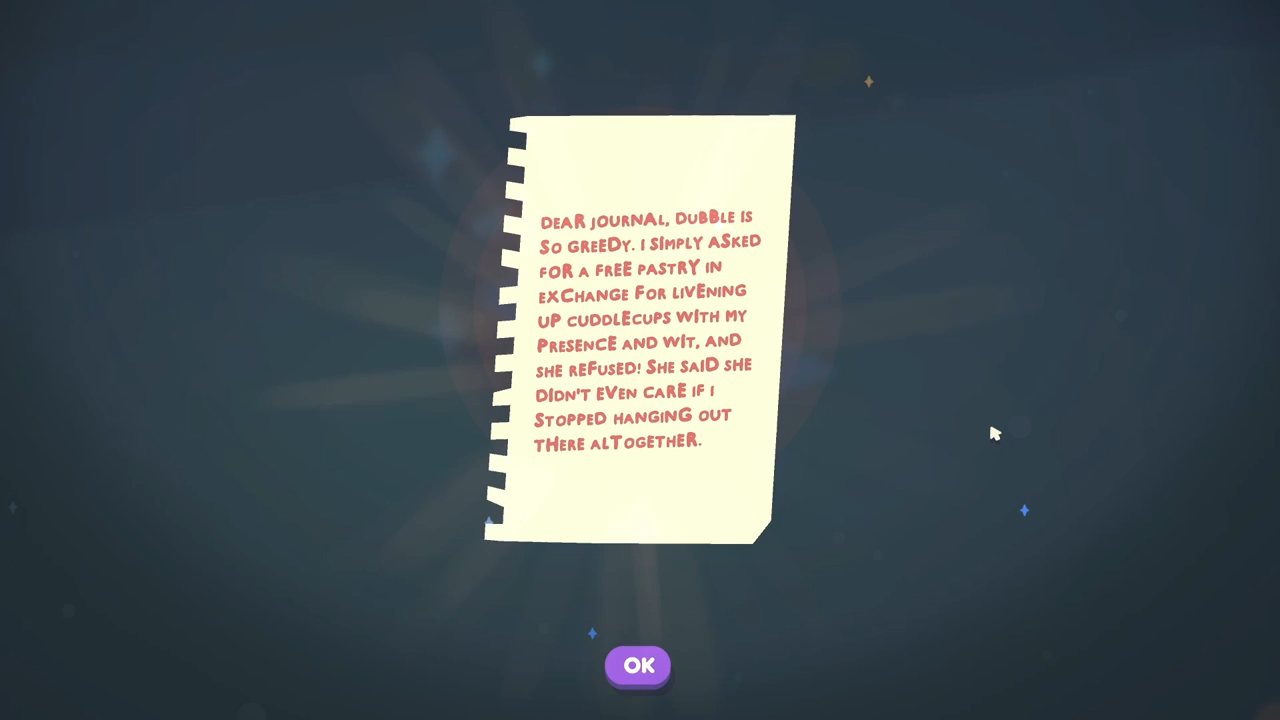 DEAR JOURNAL, DUBBLE IS
SO GREEDY. I SIMPLY ASKED
FOR A FREE PASTRY IN
EXCHANGE FOR LIVENING
UP CUDDLECUPS WITH MY
PRESENCE AND WIT, AND
SHE REFUSED! SHE SAID SHE
DIDN'T EVEN CARE IF I
STOPPED HANGING OUT
THERE ALTOGETHER.
OK